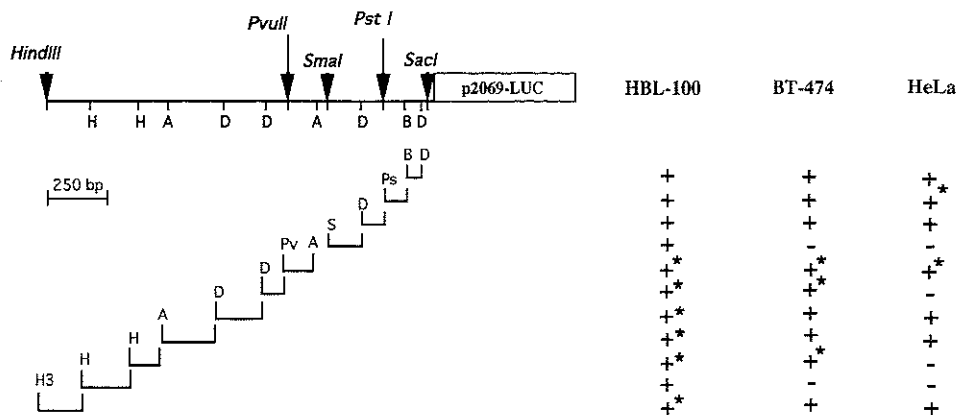 PvuII Pst I
HindIII SmaI SacI
p2069-LUC HBL-100 BT-474 HeLa
H H A D D A D B D
250 bp
B D + + +
Ps + + +*
D + + +
S + - -
Pv A +* +* +*
D +* +* -
D +* + +
A +* + +
H +* +* -
H + - -
H3 +* + +